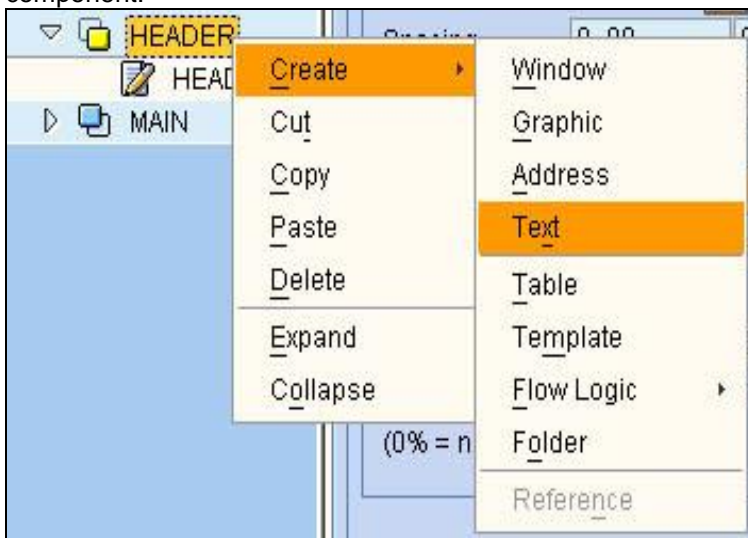 component.
HEADER
HEAD
MAIN
Create
Cut
Copy
Paste
Delete
Expand
Collapse
Window
Graphic
Address
Text
Table
Template
Flow Logic
Folder
Reference
(0% = n